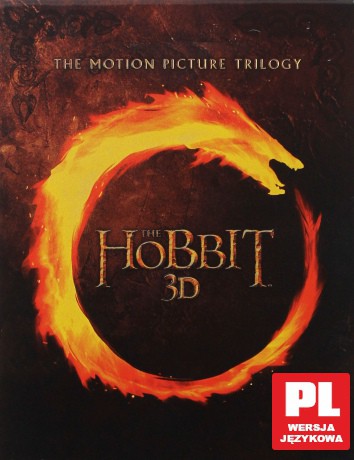 THE MOTION PICTURE TRILOGY
THE
HOBBIT
3D
PL
WERSJA
JĘZYKOWA